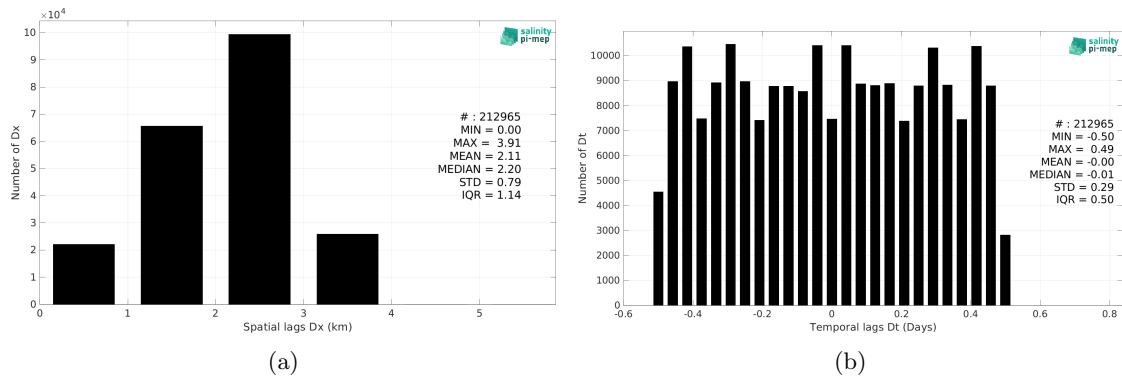 ×10⁴
10
9
8
7
6
5
4
3
2
1
0
0 1 2 3 4 5
Number of Dx
Spatial lags Dx (km)
salinity
pi-mep
# : 212965
MIN = 0.00
MAX = 3.91
MEAN = 2.11
MEDIAN = 2.20
STD = 0.79
IQR = 1.14
(a)
10000
9000
8000
7000
6000
5000
4000
3000
2000
1000
0
-0.6 -0.4 -0.2 0 0.2 0.4 0.6 0.8
Number of Dt
Temporal lags Dt (Days)
salinity
pi-mep
# : 212965
MIN = -0.50
MAX = 0.49
MEAN = -0.00
MEDIAN = -0.01
STD = 0.29
IQR = 0.50
(b)